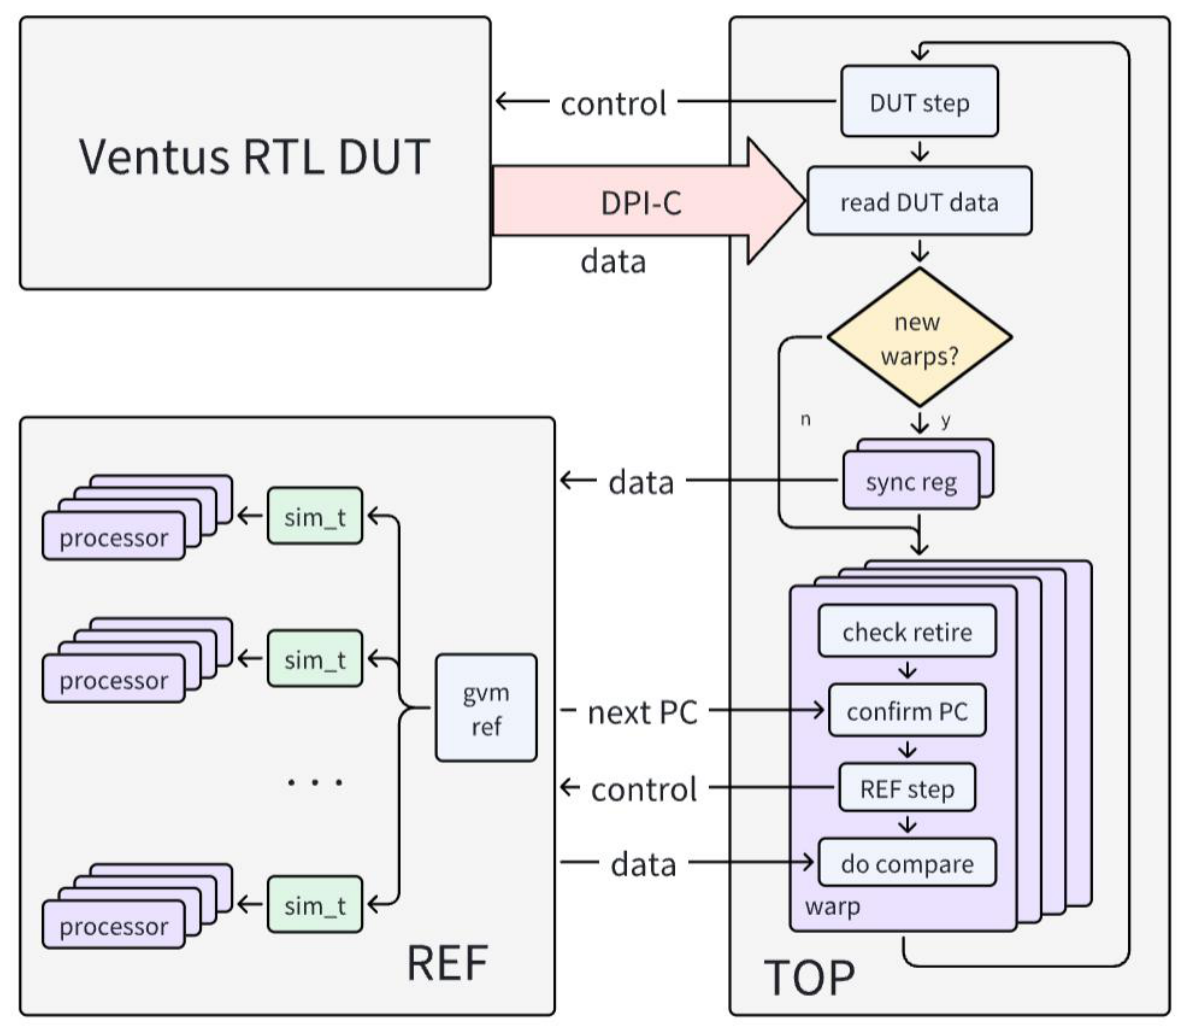 Ventus RTL DUT
control
DPI-C
data
DUT step
read DUT data
new
warps?
n
y
sync reg
data
check retire
next PC
confirm PC
control
REF step
data
do compare
warp
TOP
processor
sim_t
processor
sim_t
gvm
ref
. . .
processor
sim_t
REF